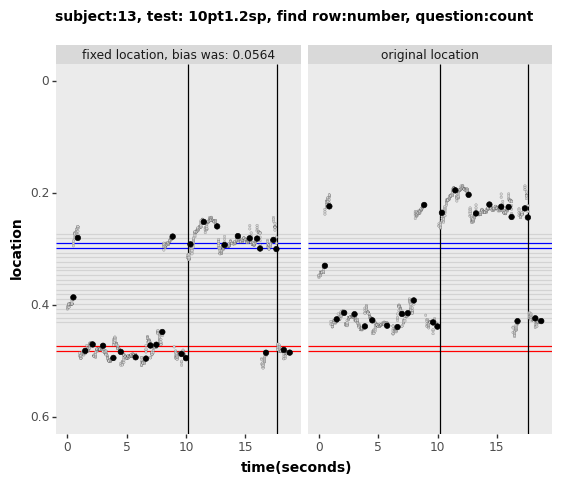 subject:13, test: 10pt1.2sp, find row:number, question:count
fixed location, bias was: 0.0564
original location
0
0.2
0.4
0.6
location
0 5 10 15
0 5 10 15
time(seconds)